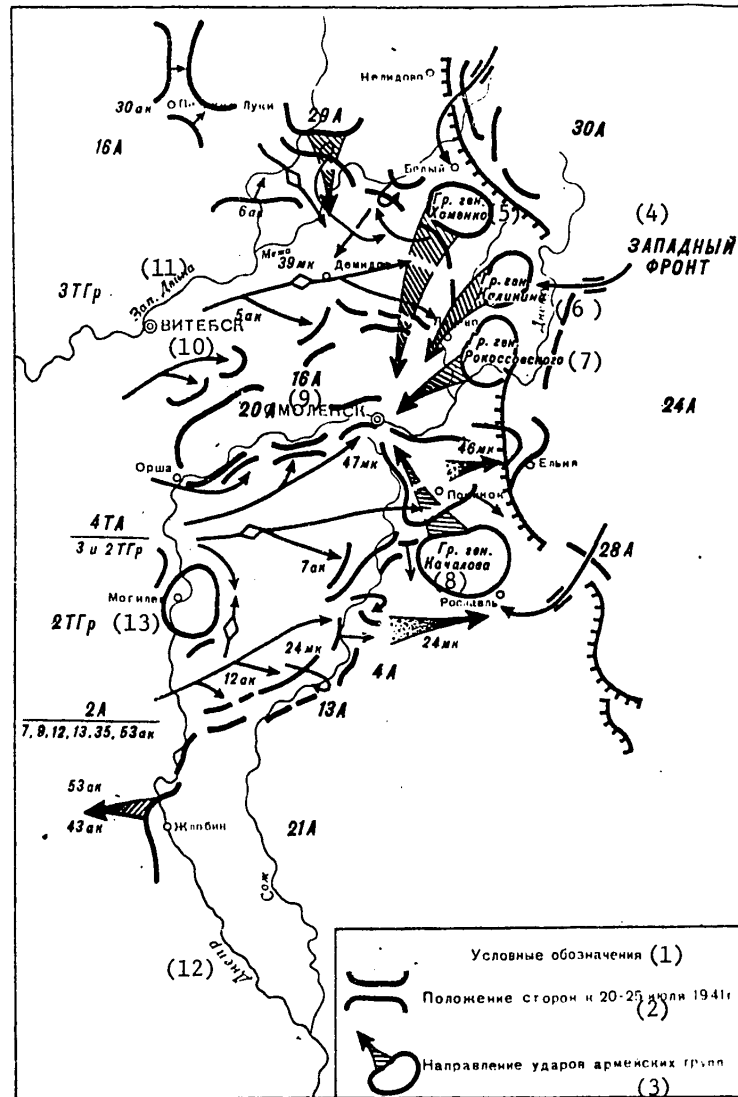 Нелидово
30ак
Луки
29А
30А
16А
Белый
Гр. ген.
Хоменко
(5)
(4)
6ак
ЗАПАДНЫЙ
ФРОНТ
(11)
Межа
39мк
Демидов
Гр. ген.
Калинина
(6)
3ТГр
Зап. Двина
5ак
Днепр
ВИТЕБСК
(10)
Гр. ген.
Рокоссовского
(7)
16А
(9)
20А
СМОЛЕНСК
24А
46мк
47мк
Ельня
Орша
Починок
4ТА
3 и 2ТГр
28А
Гр. ген.
Качалова
(8)
7ак
Могилев
Рославль
2ТГр
(13)
24мк
24мк
4А
12ак
13А
2А
7, 9, 12, 13. 35, 53ак
53ак
43ак
Жлобин
21А
Сож
(12)
Днепр
Условные обозначения (1)
Положение сторон к 20-25 июля 1941г
(2)
Направление ударов армейских групп
(3)